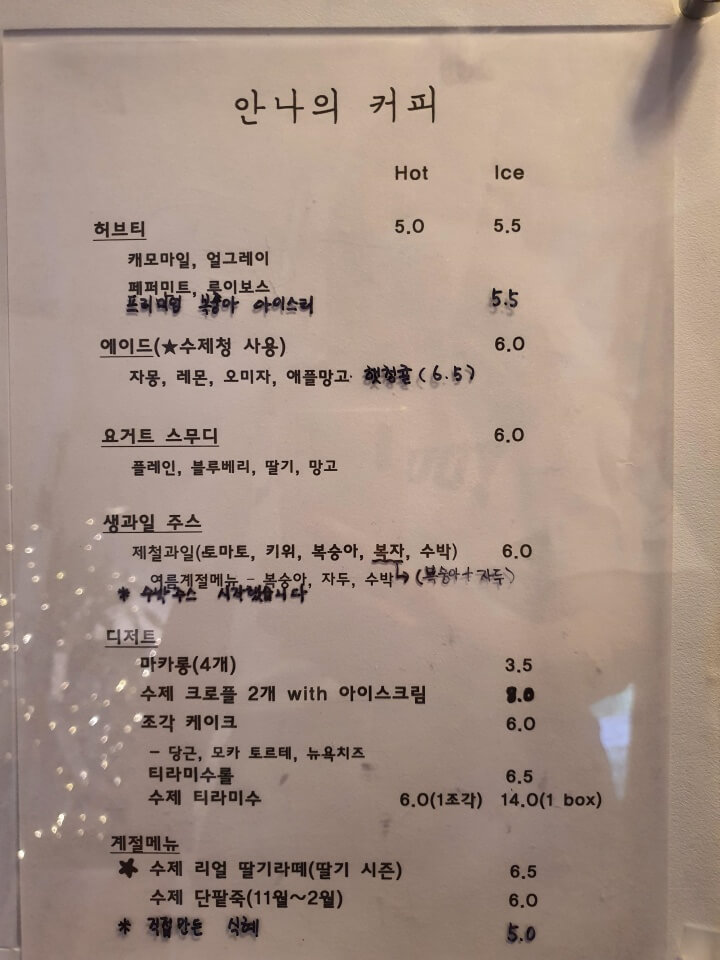 안나의 커피
Hot Ice
허브티 5.0 5.5
캐모마일, 얼그레이
페퍼민트, 루이보스
프리미엄 복숭아 아이스티 5.5
에이드(★수제청 사용) 6.0
자몽, 레몬, 오미자, 애플망고 햇청귤 (6.5)
요거트 스무디 6.0
플레인, 블루베리, 딸기, 망고
생과일 주스
제철과일(토마토, 키위, 복숭아, 복자, 수박) 6.0
여름계절메뉴 - 복숭아, 자두, 수박 (복숭아+자두)
* 수박주스 시작했습니다
디저트
마카롱(4개) 3.5
수제 크로플 2개 with 아이스크림 8.0
조각 케이크 6.0
- 당근, 모카 토르테, 뉴욕치즈
티라미수롤 6.5
수제 티라미수 6.0(1조각) 14.0(1 box)
계절메뉴
★ 수제 리얼 딸기라떼(딸기 시즌) 6.5
수제 단팥죽(11월~2월) 6.0
* 직접만든 식혜 5.0